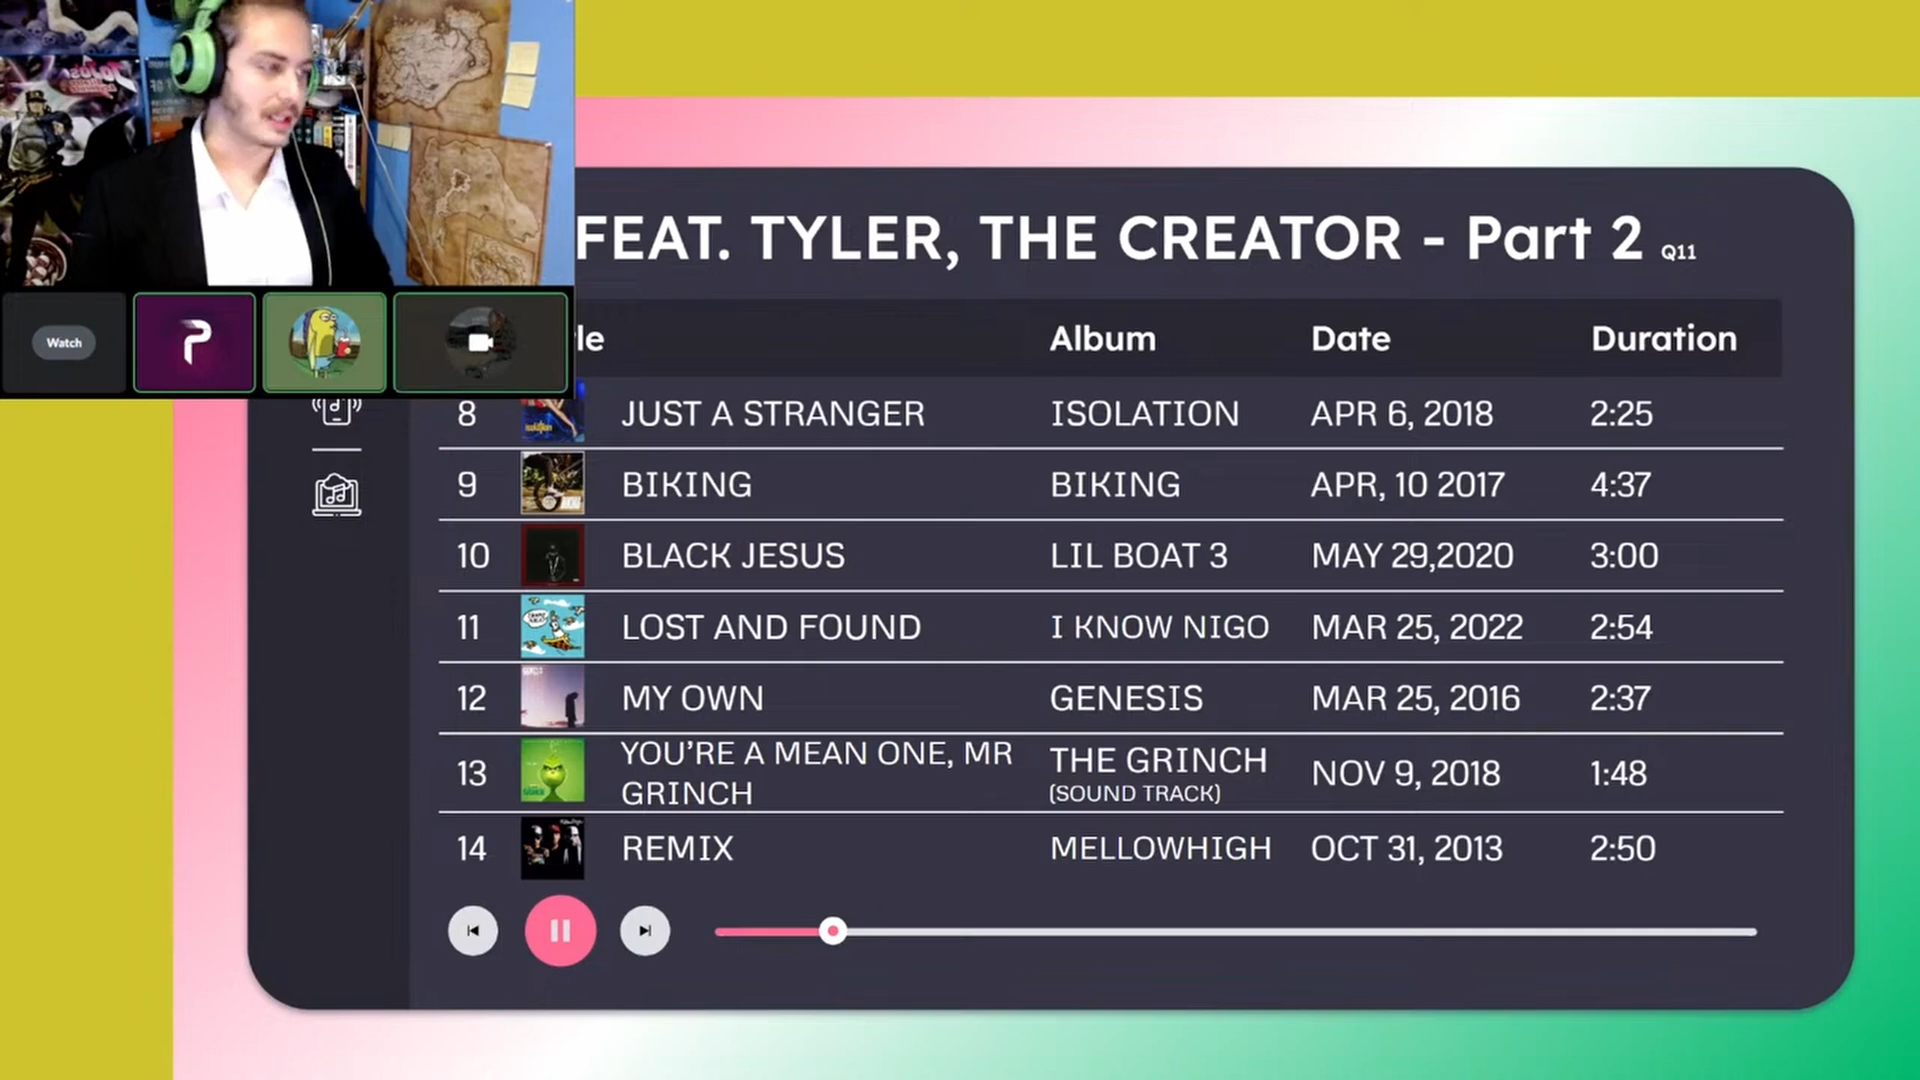 FEAT. TYLER, THE CREATOR - Part 2 Q11
le Album Date Duration
Watch
8 JUST A STRANGER ISOLATION APR 6, 2018 2:25
9 BIKING BIKING APR, 10 2017 4:37
10 BLACK JESUS LIL BOAT 3 MAY 29,2020 3:00
11 LOST AND FOUND I KNOW NIGO MAR 25, 2022 2:54
12 MY OWN GENESIS MAR 25, 2016 2:37
13 YOU’RE A MEAN ONE, MR THE GRINCH NOV 9, 2018 1:48
GRINCH (SOUND TRACK)
14 REMIX MELLOWHIGH OCT 31, 2013 2:50